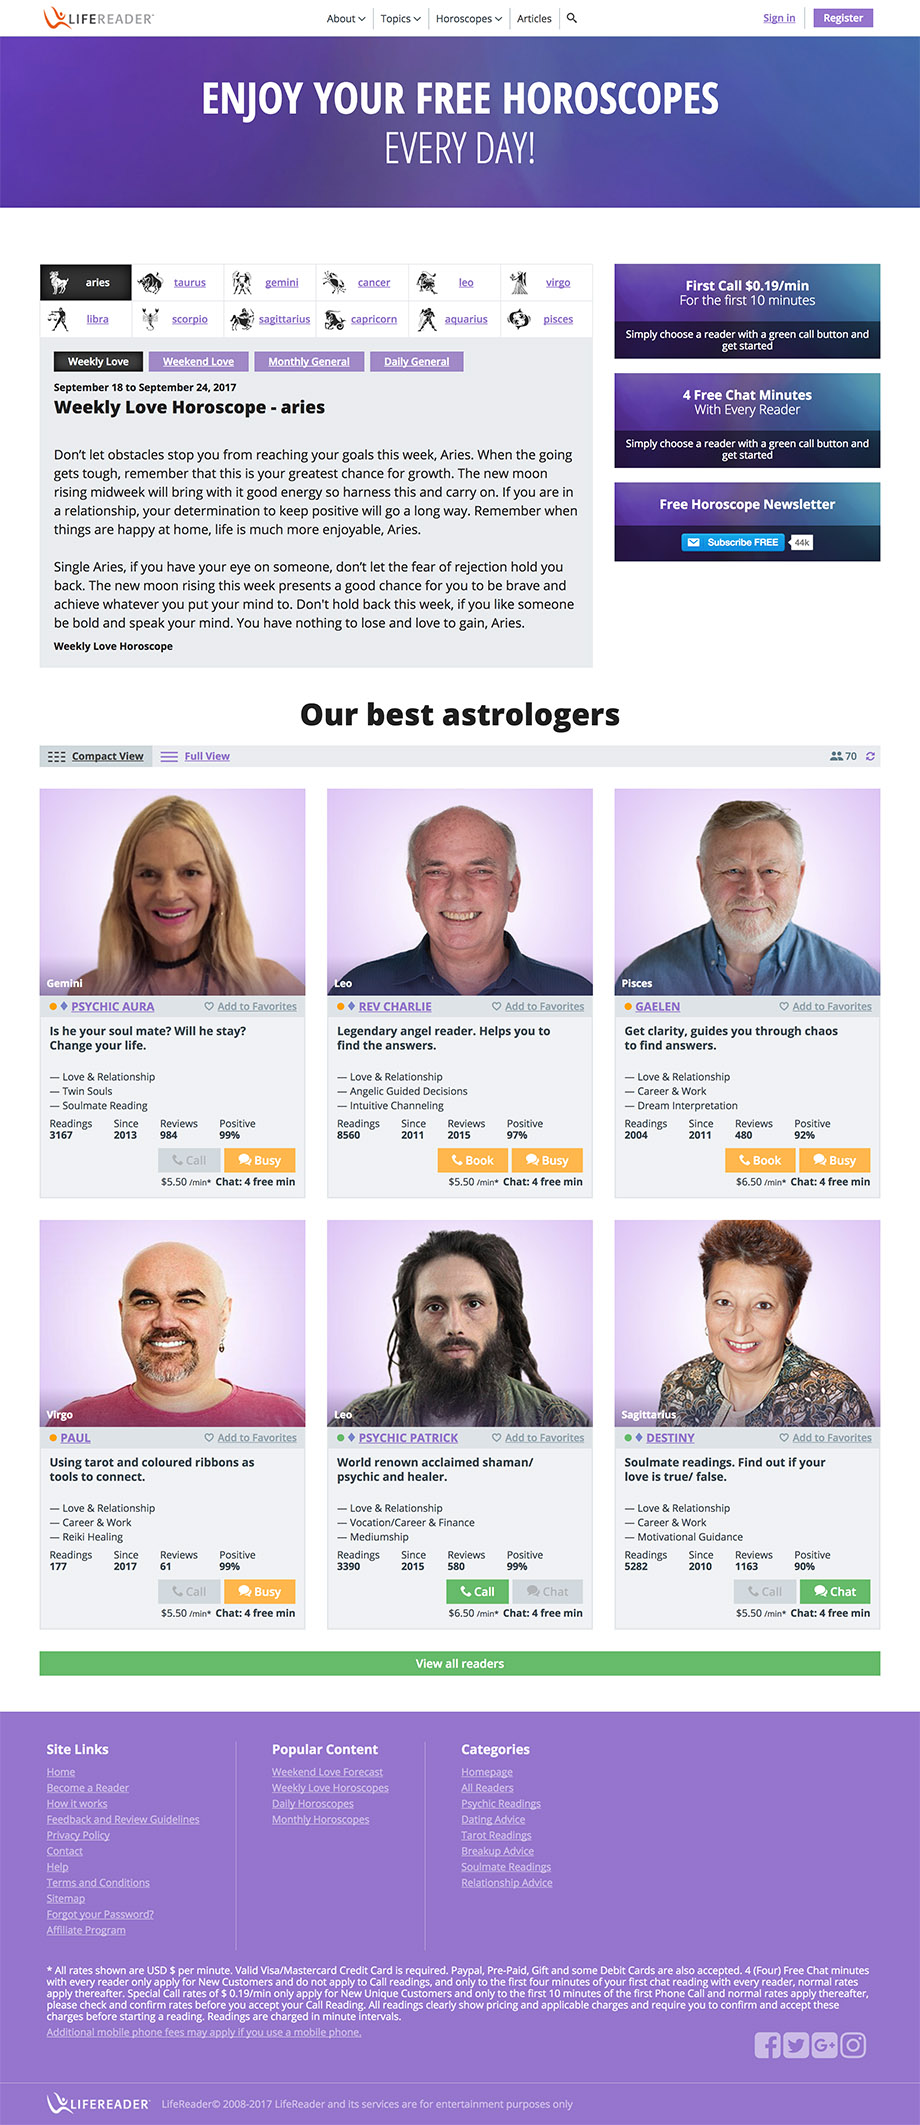 LIFEREADER
About
Topics
Horoscopes
Articles
Sign in
Register
ENJOY YOUR FREE HOROSCOPES
EVERY DAY!
aries
taurus
gemini
cancer
leo
virgo
libra
scorpio
sagittarius
capricorn
aquarius
pisces
Weekly Love
Weekend Love
Monthly General
Daily General
September 18 to September 24, 2017
Weekly Love Horoscope - aries
Don’t let obstacles stop you from reaching your goals this week, Aries. When the going
gets tough, remember that this is your greatest chance for growth. The new moon
rising midweek will bring with it good energy so harness this and carry on. If you are in
a relationship, your determination to keep positive will go a long way. Remember when
things are happy at home, life is much more enjoyable, Aries.
Single Aries, if you have your eye on someone, don’t let the fear of rejection hold you
back. The new moon rising this week presents a good chance for you to be brave and
achieve whatever you put your mind to. Don't hold back this week, if you like someone
be bold and speak your mind. You have nothing to lose and love to gain, Aries.
Weekly Love Horoscope
First Call $0.19/min
For the first 10 minutes
Simply choose a reader with a green call button and
get started
4 Free Chat Minutes
With Every Reader
Simply choose a reader with a green call button and
get started
Free Horoscope Newsletter
Subscribe FREE
44k
Our best astrologers
Compact View
Full View
70
Gemini
PSYCHIC AURA
Add to Favorites
Is he your soul mate? Will he stay?
Change your life.
— Love & Relationship
— Twin Souls
— Soulmate Reading
Readings Since Reviews Positive
3167 2013 984 99%
Call
Busy
$5.50 /min* Chat: 4 free min
Leo
REV CHARLIE
Add to Favorites
Legendary angel reader. Helps you to
find the answers.
— Love & Relationship
— Angelic Guided Decisions
— Intuitive Channeling
Readings Since Reviews Positive
8560 2011 2015 97%
Book
Busy
$5.50 /min* Chat: 4 free min
Pisces
GAELEN
Add to Favorites
Get clarity, guides you through chaos
to find answers.
— Love & Relationship
— Career & Work
— Dream Interpretation
Readings Since Reviews Positive
2004 2011 480 92%
Book
Busy
$6.50 /min* Chat: 4 free min
Virgo
PAUL
Add to Favorites
Using tarot and coloured ribbons as
tools to connect.
— Love & Relationship
— Career & Work
— Reiki Healing
Readings Since Reviews Positive
177 2017 61 99%
Call
Busy
$5.50 /min* Chat: 4 free min
Leo
PSYCHIC PATRICK
Add to Favorites
World renown acclaimed shaman/
psychic and healer.
— Love & Relationship
— Vocation/Career & Finance
— Mediumship
Readings Since Reviews Positive
3390 2015 580 99%
Call
Chat
$6.50 /min* Chat: 4 free min
Sagittarius
DESTINY
Add to Favorites
Soulmate readings. Find out if your
love is true/ false.
— Love & Relationship
— Career & Work
— Motivational Guidance
Readings Since Reviews Positive
5282 2010 1163 90%
Call
Chat
$5.50 /min* Chat: 4 free min
View all readers
Site Links
Home
Become a Reader
How it works
Feedback and Review Guidelines
Privacy Policy
Contact
Help
Terms and Conditions
Sitemap
Forgot your Password?
Affiliate Program
Popular Content
Weekend Love Forecast
Weekly Love Horoscopes
Daily Horoscopes
Monthly Horoscopes
Categories
Homepage
All Readers
Psychic Readings
Dating Advice
Tarot Readings
Breakup Advice
Soulmate Readings
Relationship Advice
* All rates shown are USD $ per minute. Valid Visa/Mastercard Credit Card is required. Paypal, Pre-Paid, Gift and some Debit Cards are also accepted. 4 (Four) Free Chat minutes
with every reader only apply for New Customers and do not apply to Call readings, and only to the first four minutes of your first chat reading with every reader, normal rates
apply thereafter. Special Call rates of $ 0.19/min only apply for New Unique Customers and only to the first 10 minutes of the first Phone Call and normal rates apply thereafter,
please check and confirm rates before you accept your Call Reading. All readings clearly show pricing and applicable charges and require you to confirm and accept these
charges before starting a reading. Readings are charged in minute intervals.
Additional mobile phone fees may apply if you use a mobile phone.
LIFEREADER
LifeReader© 2008-2017 LifeReader and its services are for entertainment purposes only